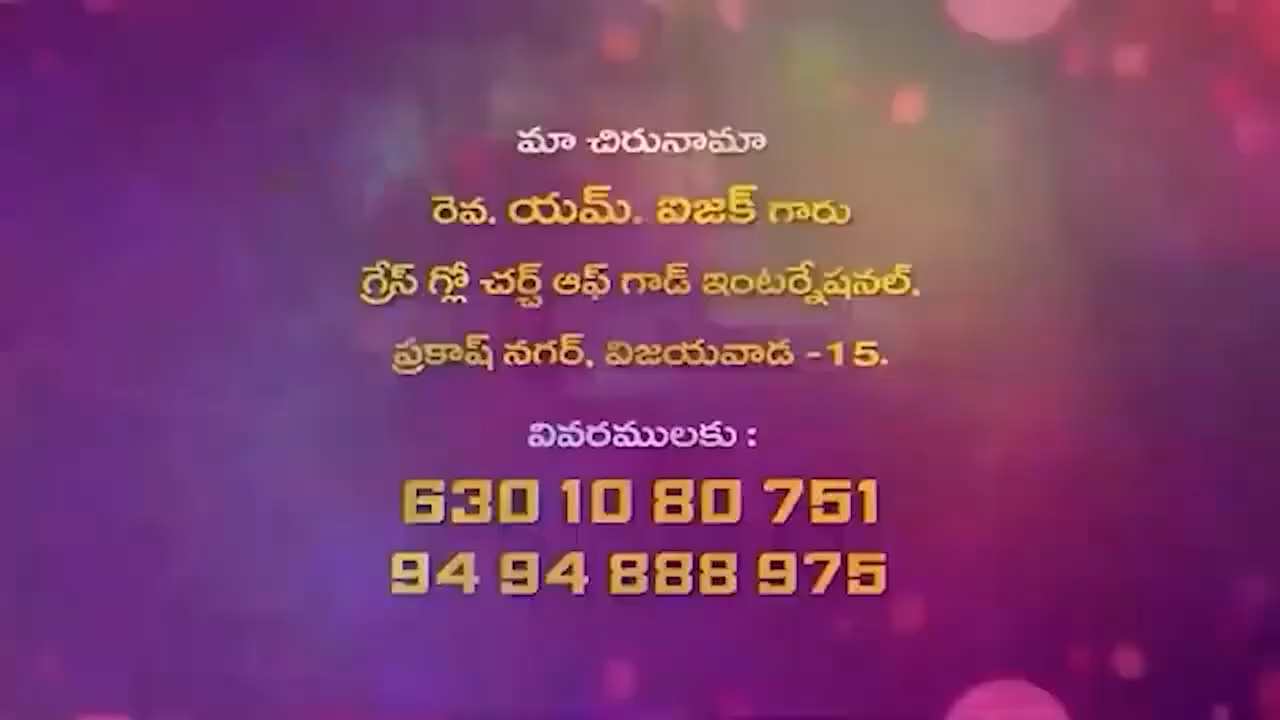 మా చిరునామా
రెవ. యమ్. ఐజక్ గారు
గ్రేస్ గ్లో చర్చ్ ఆఫ్ గాడ్ ఇంటర్నేషనల్.
ప్రకాష్ నగర్, విజయవాడ -15.
వివరములకు :
630 10 80 751
94 94 888 975